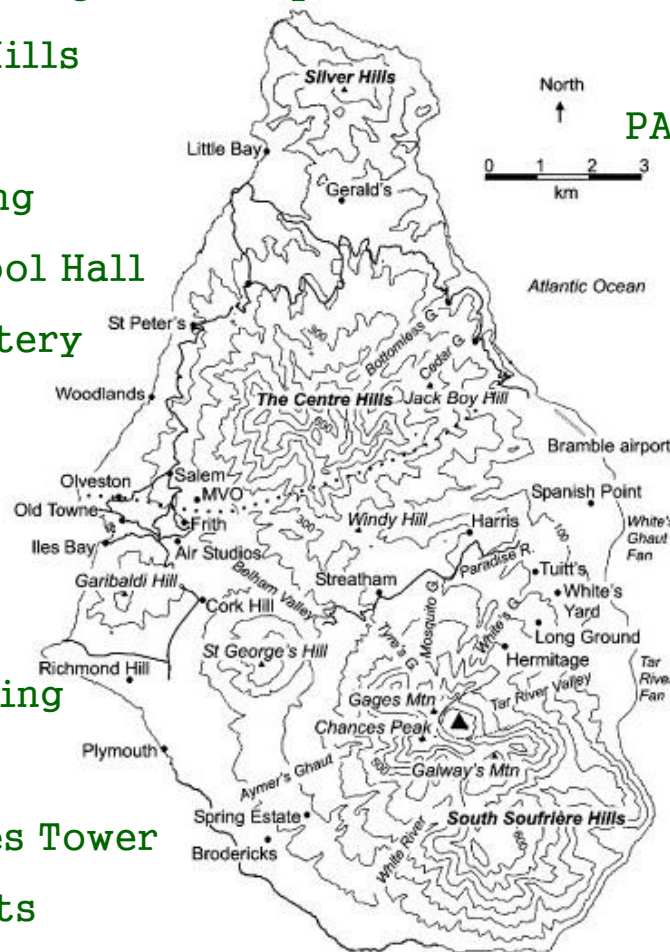 Hills
Silver Hills
North
PA
Little Bay
0 1 2 3
km
Gerald's
ng
ool Hall
Atlantic Ocean
St Peter's
tery
300
Bottomless G.
Cedar G.
Woodlands
The Centre Hills
Jack Boy Hill
600
Bramble airport
Salem
Olveston
MVO
Spanish Point
Old Towne
Frith
300
Windy Hill
Harris
100
White's
Ghaut
Fan
Iles Bay
Air Studios
Paradise R.
Garibaldi Hill
Belham Valley
Streatham
Tuitt's
Cork Hill
Mosquito G.
White's G.
White's
Yard
Tyre's G.
Long Ground
St George's Hill
Hermitage
Richmond Hill
Tar
River
Fan
ing
Gages Mtn
Tar River Valley
Plymouth
Chances Peak
500
Galway's Mtn
Aymer's Ghaut
Spring Estate
South Soufrière Hills
es Tower
Brodericks
White River
600
ts